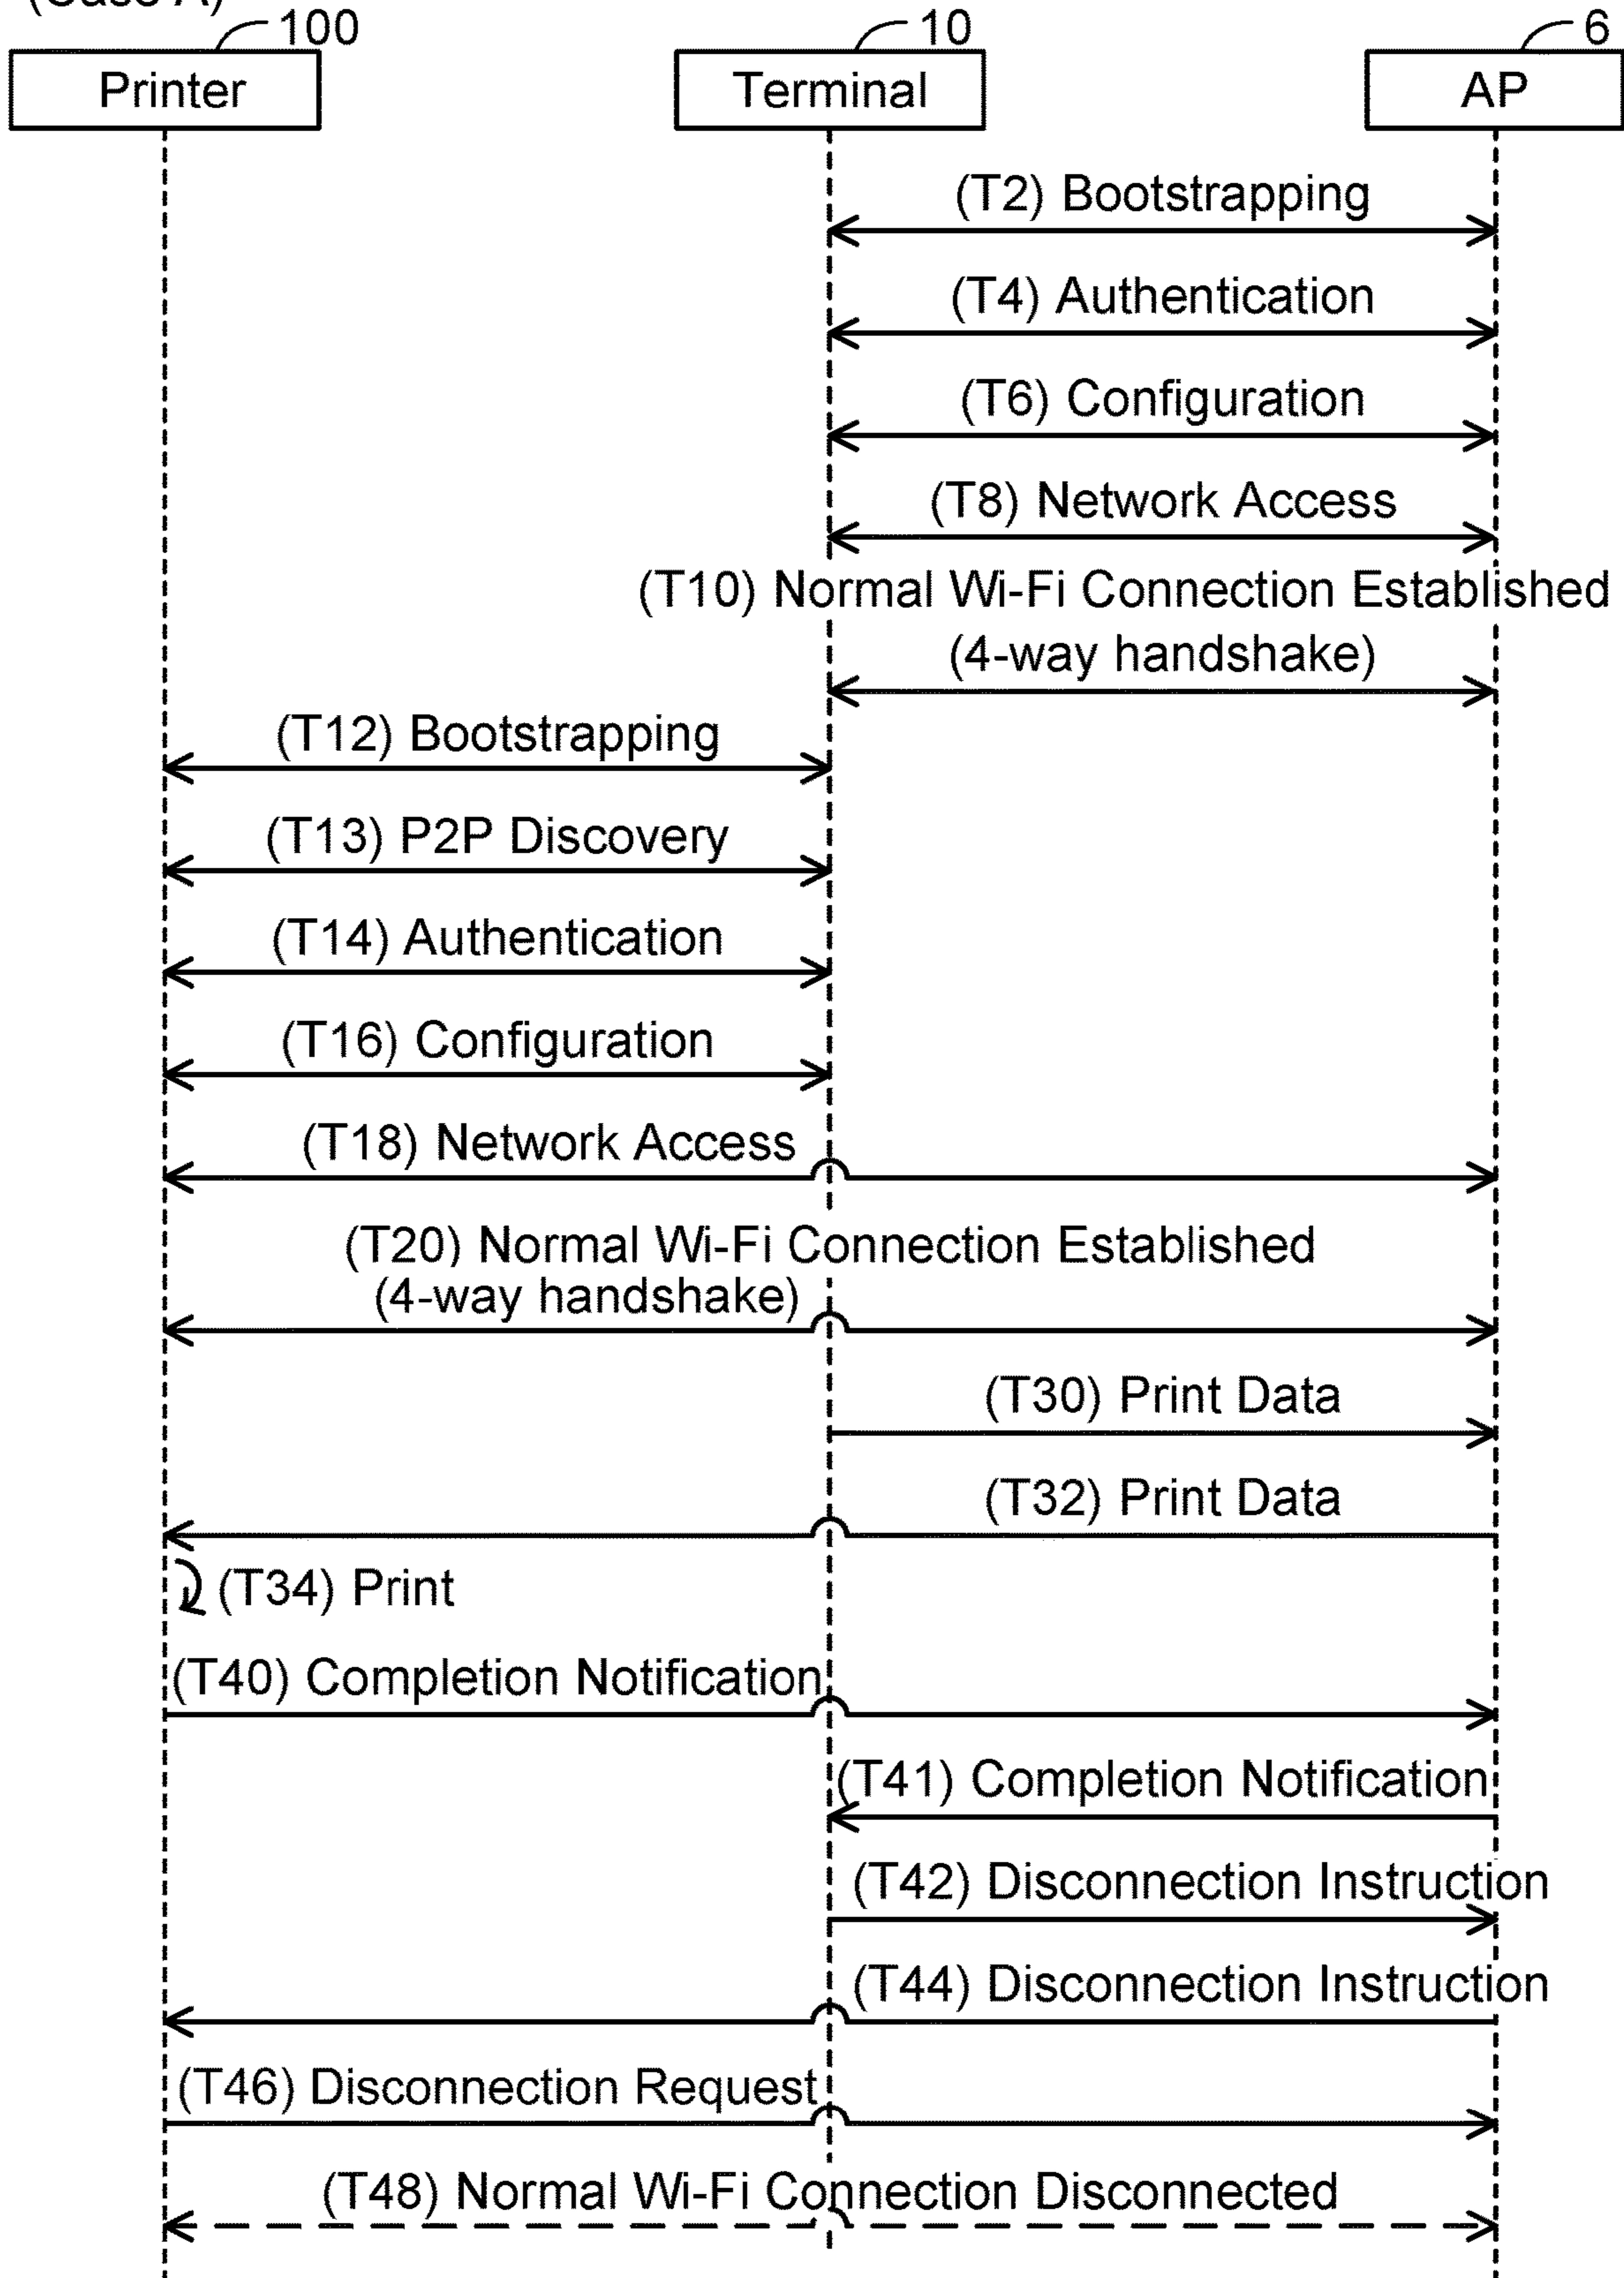 (Case A)
100
10
6
Printer
Terminal
AP
(T2) Bootstrapping
(T4) Authentication
(T6) Configuration
(T8) Network Access
(T10) Normal Wi-Fi Connection Established
(4-way handshake)
(T12) Bootstrapping
(T13) P2P Discovery
(T14) Authentication
(T16) Configuration
(T18) Network Access
(T20) Normal Wi-Fi Connection Established
(4-way handshake)
(T30) Print Data
(T32) Print Data
(T34) Print
(T40) Completion Notification
(T41) Completion Notification
(T42) Disconnection Instruction
(T44) Disconnection Instruction
(T46) Disconnection Request
(T48) Normal Wi-Fi Connection Disconnected